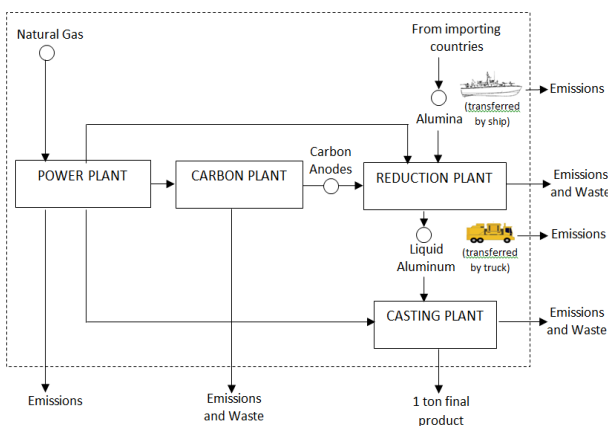 Natural Gas
From importing
countries
Emissions
(transferred
by ship)
Alumina
Carbon
Anodes
POWER PLANT
CARBON PLANT
REDUCTION PLANT
Emissions
and Waste
Emissions
Liquid
Aluminum
(transferred
by truck)
CASTING PLANT
Emissions
and Waste
Emissions
Emissions
and Waste
1 ton final
product